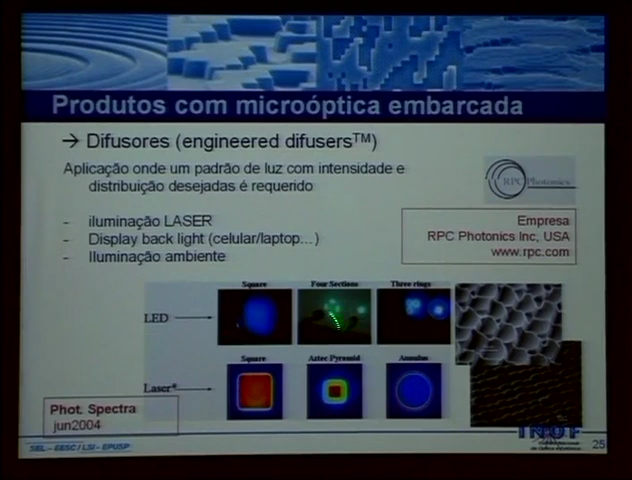 Produtos com microóptica embarcada
→ Difusores (engineered difusers™)
Aplicação onde um padrão de luz com intensidade e
distribuição desejadas é requerido
RPC Photonics
- iluminação LASER
- Display back light (celular/laptop...)
- Iluminação ambiente
Empresa
RPC Photonics Inc, USA
www.rpc.com
Square
Four Sections
Three rings
LED
Square
Aztec Pyramid
Annulus
Laser*
Phot. Spectra
jun2004
SEL – EESC / LSI – EPUSP
25